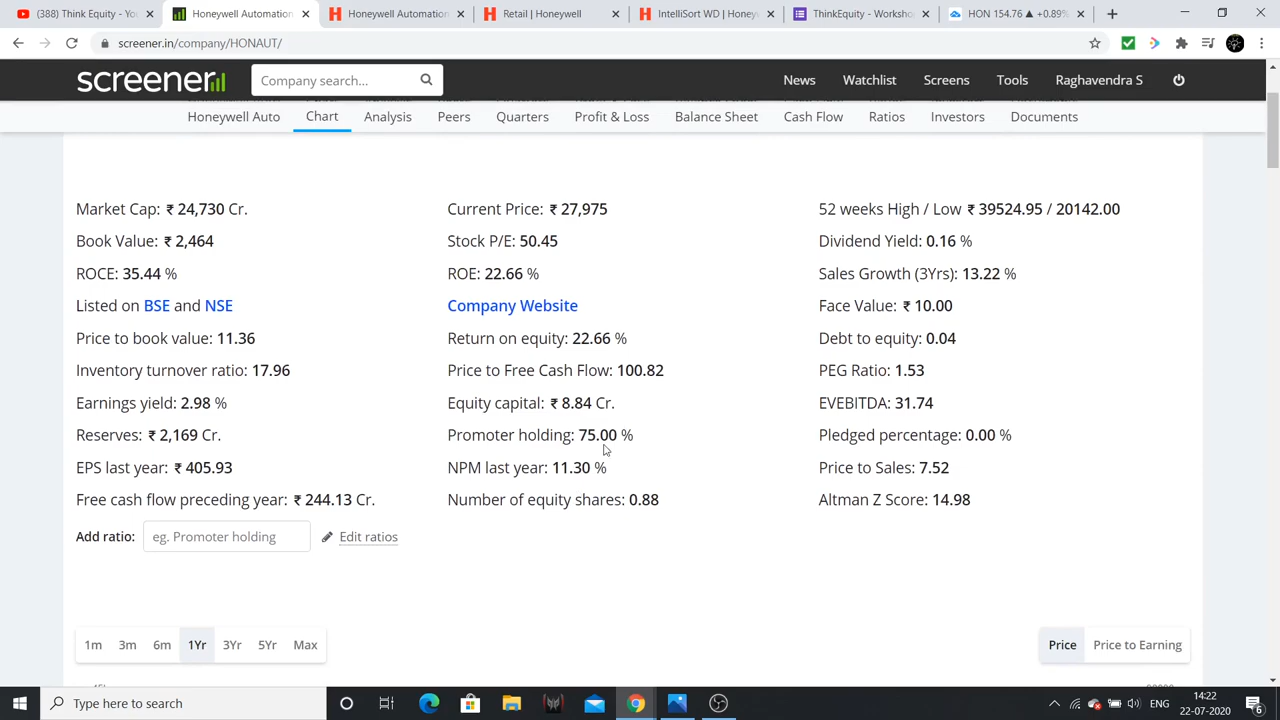 (388) Think Equity - You
Honeywell Automation
Honeywell Automation
Retail | Honeywell
IntelliSort WD | Honey
ThinkEquity - Worksho
HON 154.76 ▲ +0.89%
screener.in/company/HONAUT/
screener
Company search...
News Watchlist Screens Tools Raghavendra S
Honeywell Auto Chart Analysis Peers Quarters Profit & Loss Balance Sheet Cash Flow Ratios Investors Documents
Market Cap: ₹ 24,730 Cr. Current Price: ₹ 27,975 52 weeks High / Low ₹ 39524.95 / 20142.00
Book Value: ₹ 2,464 Stock P/E: 50.45 Dividend Yield: 0.16 %
ROCE: 35.44 % ROE: 22.66 % Sales Growth (3Yrs): 13.22 %
Listed on BSE and NSE Company Website Face Value: ₹ 10.00
Price to book value: 11.36 Return on equity: 22.66 % Debt to equity: 0.04
Inventory turnover ratio: 17.96 Price to Free Cash Flow: 100.82 PEG Ratio: 1.53
Earnings yield: 2.98 % Equity capital: ₹ 8.84 Cr. EVEBITDA: 31.74
Reserves: ₹ 2,169 Cr. Promoter holding: 75.00 % Pledged percentage: 0.00 %
EPS last year: ₹ 405.93 NPM last year: 11.30 % Price to Sales: 7.52
Free cash flow preceding year: ₹ 244.13 Cr. Number of equity shares: 0.88 Altman Z Score: 14.98
Add ratio: eg. Promoter holding Edit ratios
1m 3m 6m 1Yr 3Yr 5Yr Max Price Price to Earning
Type here to search
ENG
14:22
22-07-2020
6